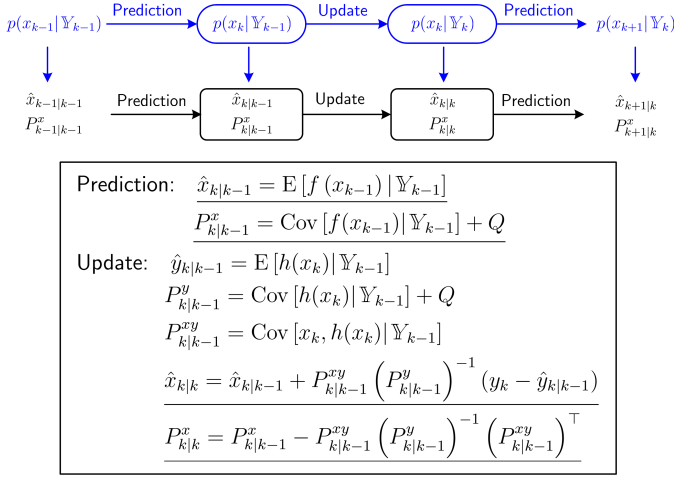 p(x_{k-1}|𝕐_{k-1}) Prediction p(x_k|𝕐_{k-1}) Update p(x_k|𝕐_k) Prediction p(x_{k+1}|𝕐_k)
x̂_{k-1|k-1} Prediction x̂_{k|k-1} Update x̂_{k|k} Prediction x̂_{k+1|k}
P^x_{k-1|k-1} P^x_{k|k-1} P^x_{k|k} P^x_{k+1|k}
Prediction: x̂_{k|k-1} = E [f (x_{k-1}) | 𝕐_{k-1}]
P^x_{k|k-1} = Cov [f(x_{k-1})| 𝕐_{k-1}] + Q
Update: ŷ_{k|k-1} = E [h(x_k)| 𝕐_{k-1}]
P^y_{k|k-1} = Cov [h(x_k)| 𝕐_{k-1}] + Q
P^{xy}_{k|k-1} = Cov [x_k, h(x_k)| 𝕐_{k-1}]
x̂_{k|k} = x̂_{k|k-1} + P^{xy}_{k|k-1} (P^y_{k|k-1})^{-1} (y_k − ŷ_{k|k-1})
P^x_{k|k} = P^x_{k|k-1} − P^{xy}_{k|k-1} (P^y_{k|k-1})^{-1} (P^{xy}_{k|k-1})^⊤